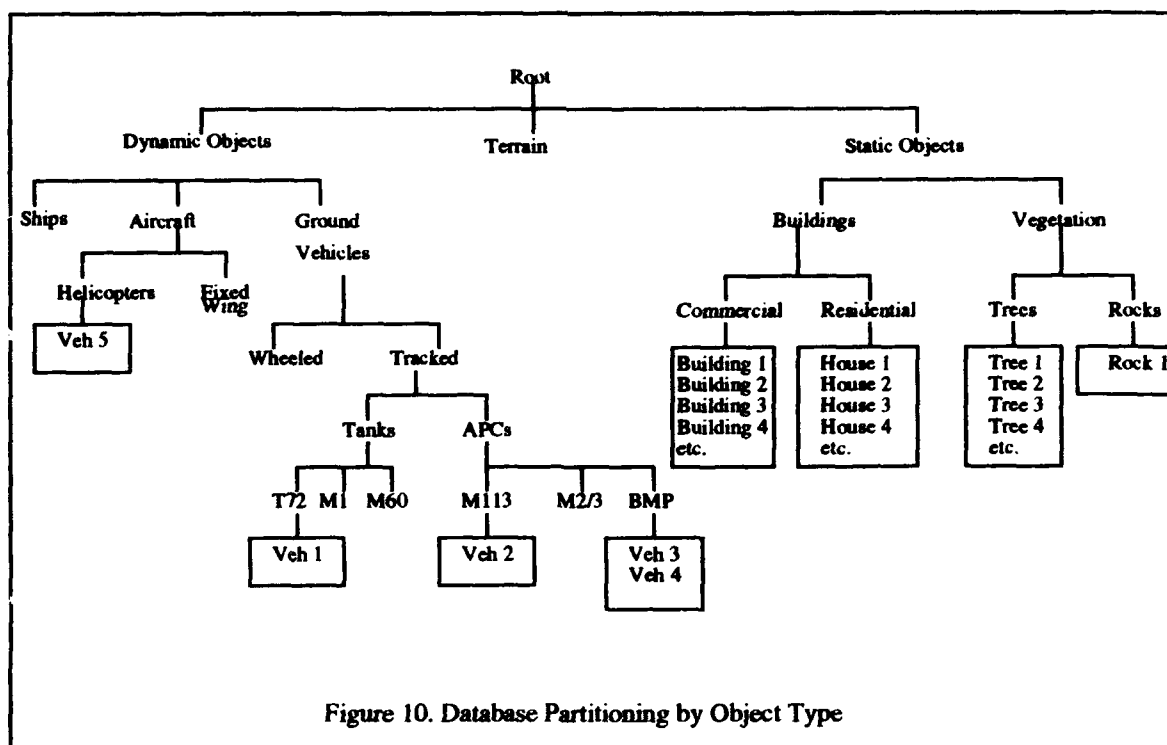 Root
Dynamic Objects Terrain Static Objects
Ships Aircraft Ground Vehicles Buildings Vegetation
Helicopters Fixed Wing Commercial Residential Trees Rocks
Veh 5
Wheeled Tracked
Building 1
Building 2
Building 3
Building 4
etc.
House 1
House 2
House 3
House 4
etc.
Tree 1
Tree 2
Tree 3
Tree 4
etc.
Rock 1
Tanks APCs
T72 M1 M60 M113 M2/3 BMP
Veh 1
Veh 2
Veh 3
Veh 4
Figure 10. Database Partitioning by Object Type